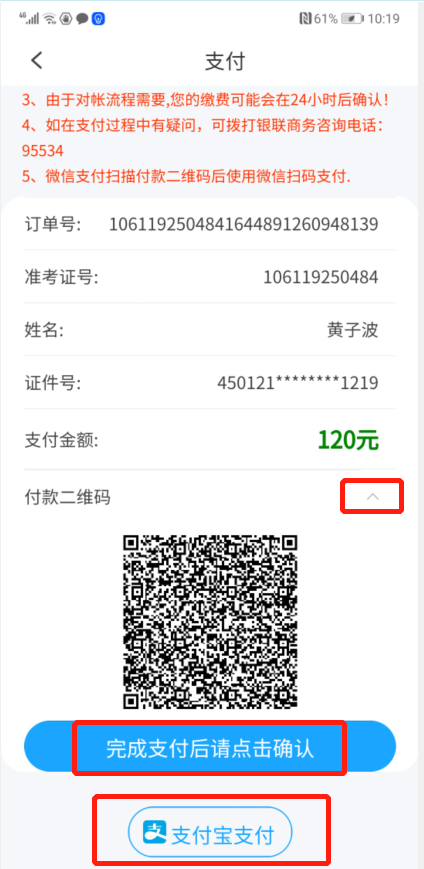 4G 61% 10:19
支付
3、由于对帐流程需要,您的缴费可能会在24小时后确认！
4、如在支付过程中有疑问，可拨打银联商务咨询电话：
95534
5、微信支付扫描付款二维码后使用微信扫码支付.
订单号: 1061192504841644891260948139
准考证号: 106119250484
姓名: 黄子波
证件号: 450121********1219
支付金额: 120元
付款二维码
完成支付后请点击确认
支 支付宝支付